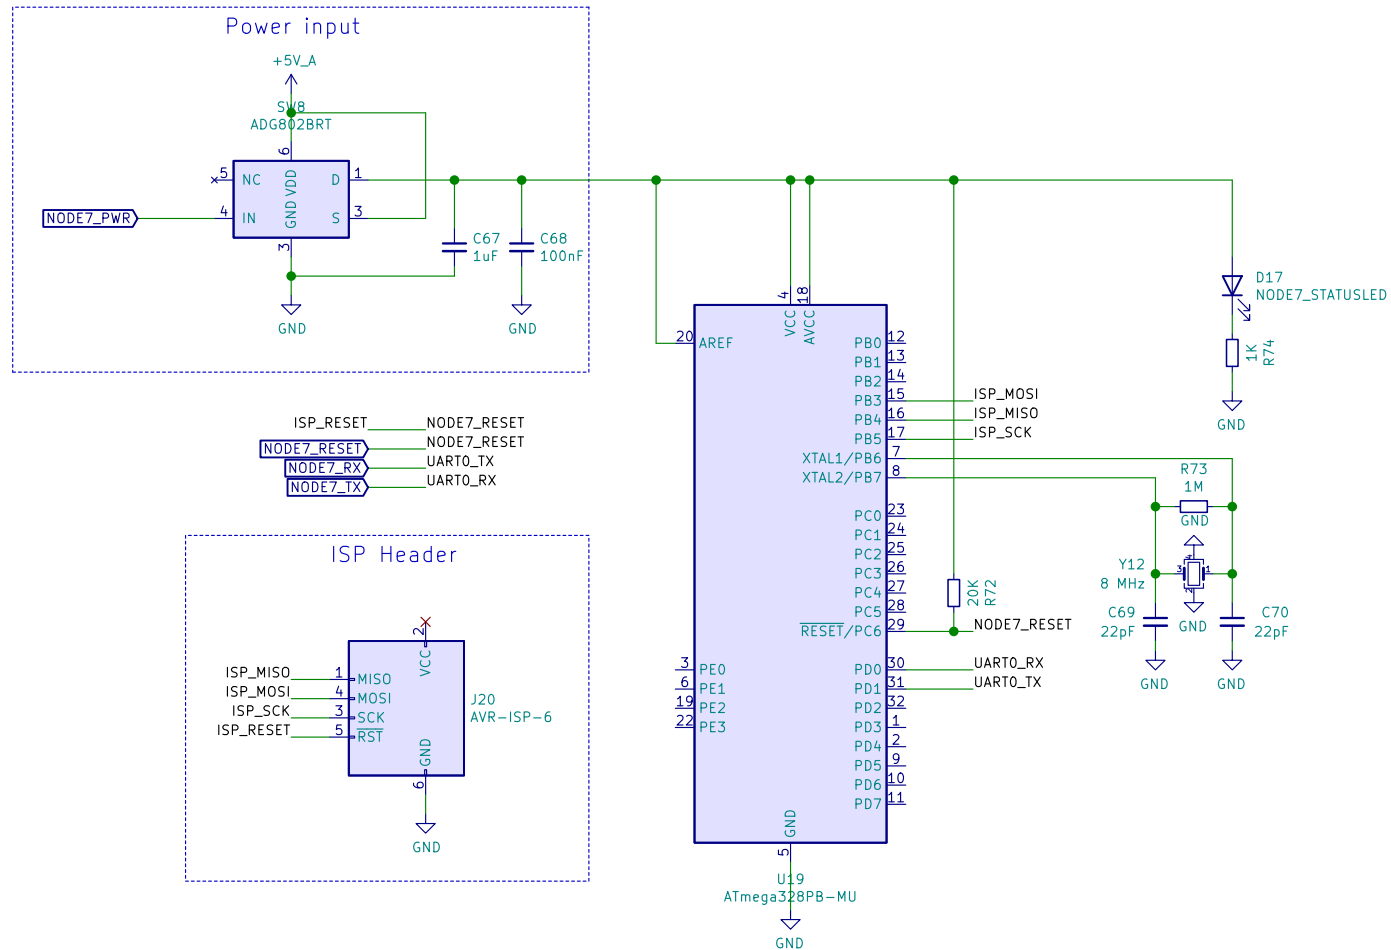 Power input
+5V_A
SW8
ADG802BRT
6
5 NC VDD D 1
NODE7_PWR 4 IN GND S 3
3
C67
1uF
C68
100nF
GND
GND
D17
NODE7_STATUSLED
1K
R74
GND
4 18
VCC AVCC
20 AREF
PB0 12
PB1 13
PB2 14
PB3 15 ISP_MOSI
PB4 16 ISP_MISO
PB5 17 ISP_SCK
XTAL1/PB6 7
XTAL2/PB7 8
PC0 23
PC1 24
PC2 25
PC3 26
PC4 27
PC5 28
RESET/PC6 29 NODE7_RESET
3 PE0
6 PE1
19 PE2
22 PE3
PD0 30 UART0_RX
PD1 31 UART0_TX
PD2 32
PD3 1
PD4 2
PD5 9
PD6 10
PD7 11
GND
5
U19
ATmega328PB-MU
GND
20K
R72
R73
1M
GND
Y12
8 MHz
4
3 1
2
GND
C69
22pF
C70
22pF
GND
GND
ISP_RESET NODE7_RESET
NODE7_RESET NODE7_RESET
NODE7_RX UART0_TX
NODE7_TX UART0_RX
ISP Header
2
VCC
ISP_MISO 1 MISO
ISP_MOSI 4 MOSI
ISP_SCK 3 SCK
ISP_RESET 5 RST
GND
6
J20
AVR-ISP-6
GND